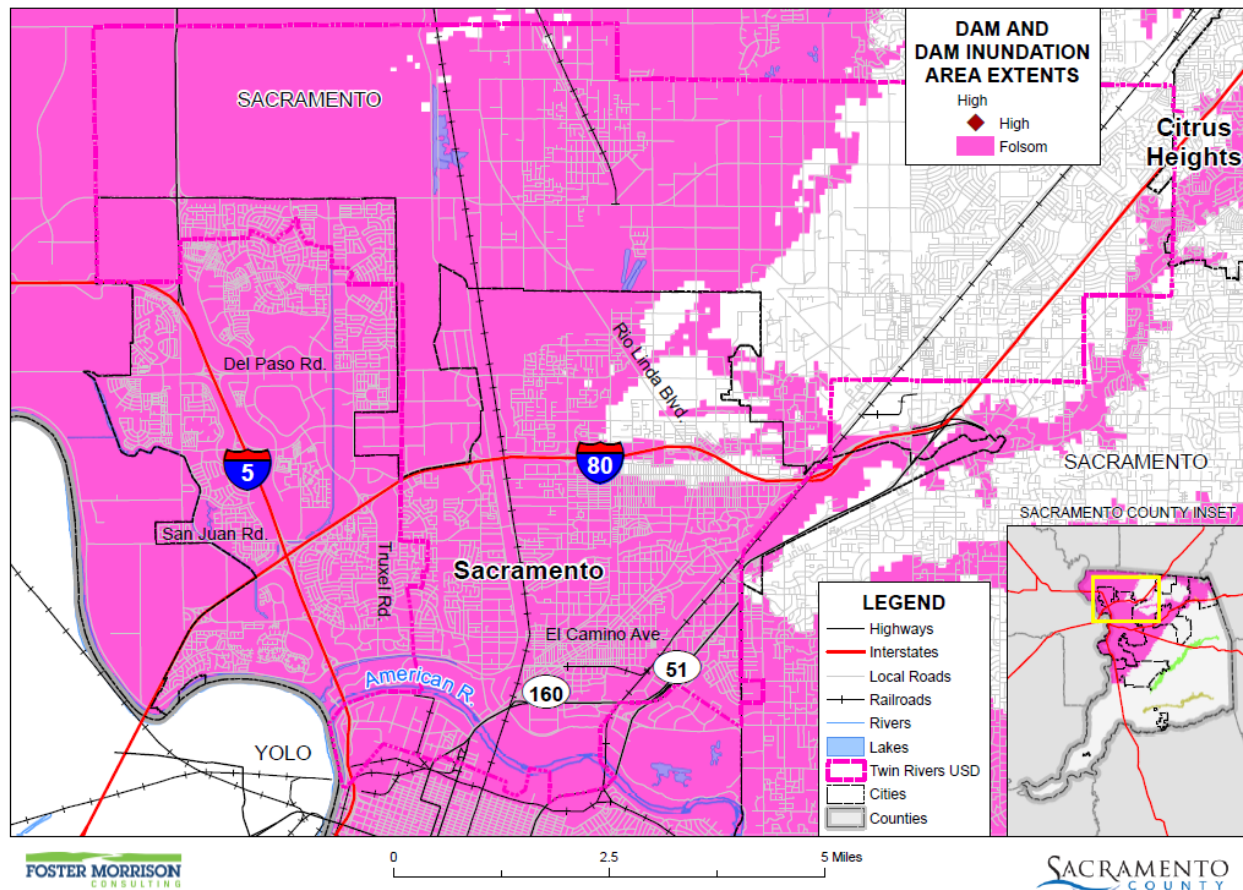 DAM AND
DAM INUNDATION
AREA EXTENTS
High
High
Folsom
SACRAMENTO
Citrus
Heights
Del Paso Rd.
Rio Linda Blvd.
5
80
SACRAMENTO
San Juan Rd.
Truxel Rd.
Sacramento
El Camino Ave.
51
160
American R.
YOLO
SACRAMENTO COUNTY INSET
LEGEND
Highways
Interstates
Local Roads
Railroads
Rivers
Lakes
Twin Rivers USD
Cities
Counties
FOSTER MORRISON
CONSULTING
0 2.5 5 Miles
SACRAMENTO
COUNTY